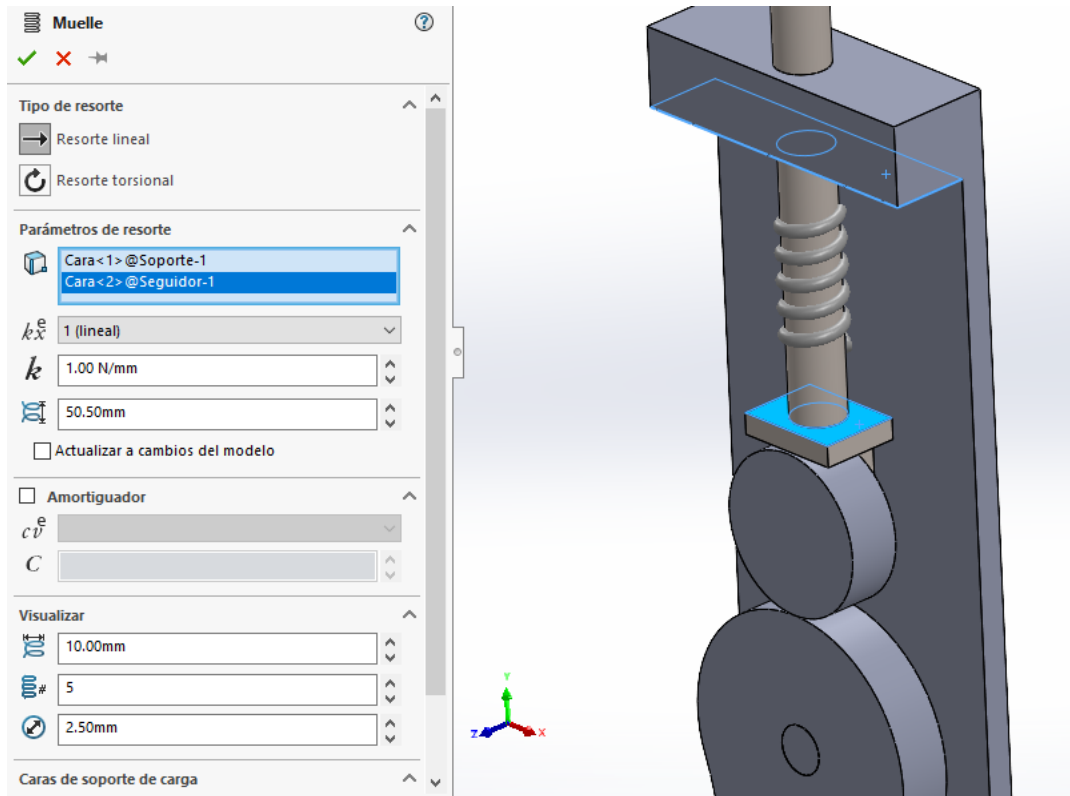 Muelle
Tipo de resorte
Resorte lineal
Resorte torsional
Parámetros de resorte
Cara<1>@Soporte-1
Cara<2>@Seguidor-1
kxe 1 (lineal)
k 1.00 N/mm
50.50mm
Actualizar a cambios del modelo
Amortiguador
cve
C
Visualizar
10.00mm
# 5
2.50mm
Caras de soporte de carga
Y
Z X